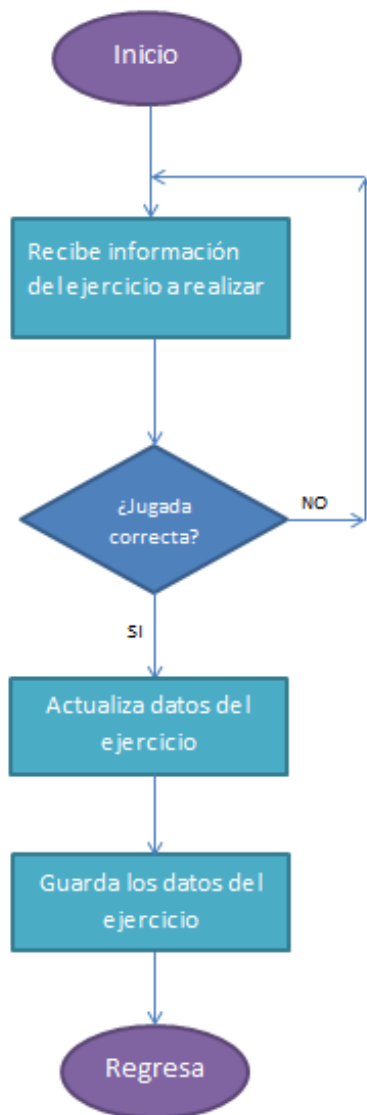 Inicio
Recibe información
del ejercicio a realizar
¿Jugada
correcta?
NO
SI
Actualiza datos del
ejercicio
Guarda los datos del
ejercicio
Regresa